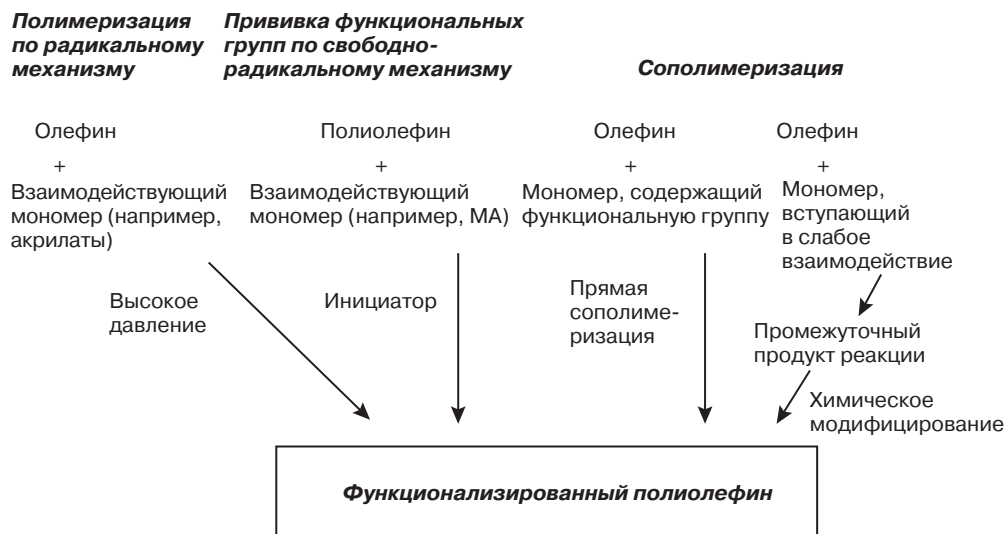 Полимеризация
по радикальному
механизму
Прививка функциональных
групп по свободно-
радикальному механизму
Сополимеризация
Олефин
+
Взаимодействующий
мономер (например,
акрилаты)
Высокое
давление
Полиолефин
+
Взаимодействующий
мономер (например, МА)
Инициатор
Олефин
+
Мономер, содержащий
функциональную группу
Прямая
сополиме-
ризация
Олефин
+
Мономер,
вступающий
в слабое
взаимодействие
Промежуточный
продукт реакции
Химическое
модифицирование
Функционализированный полиолефин